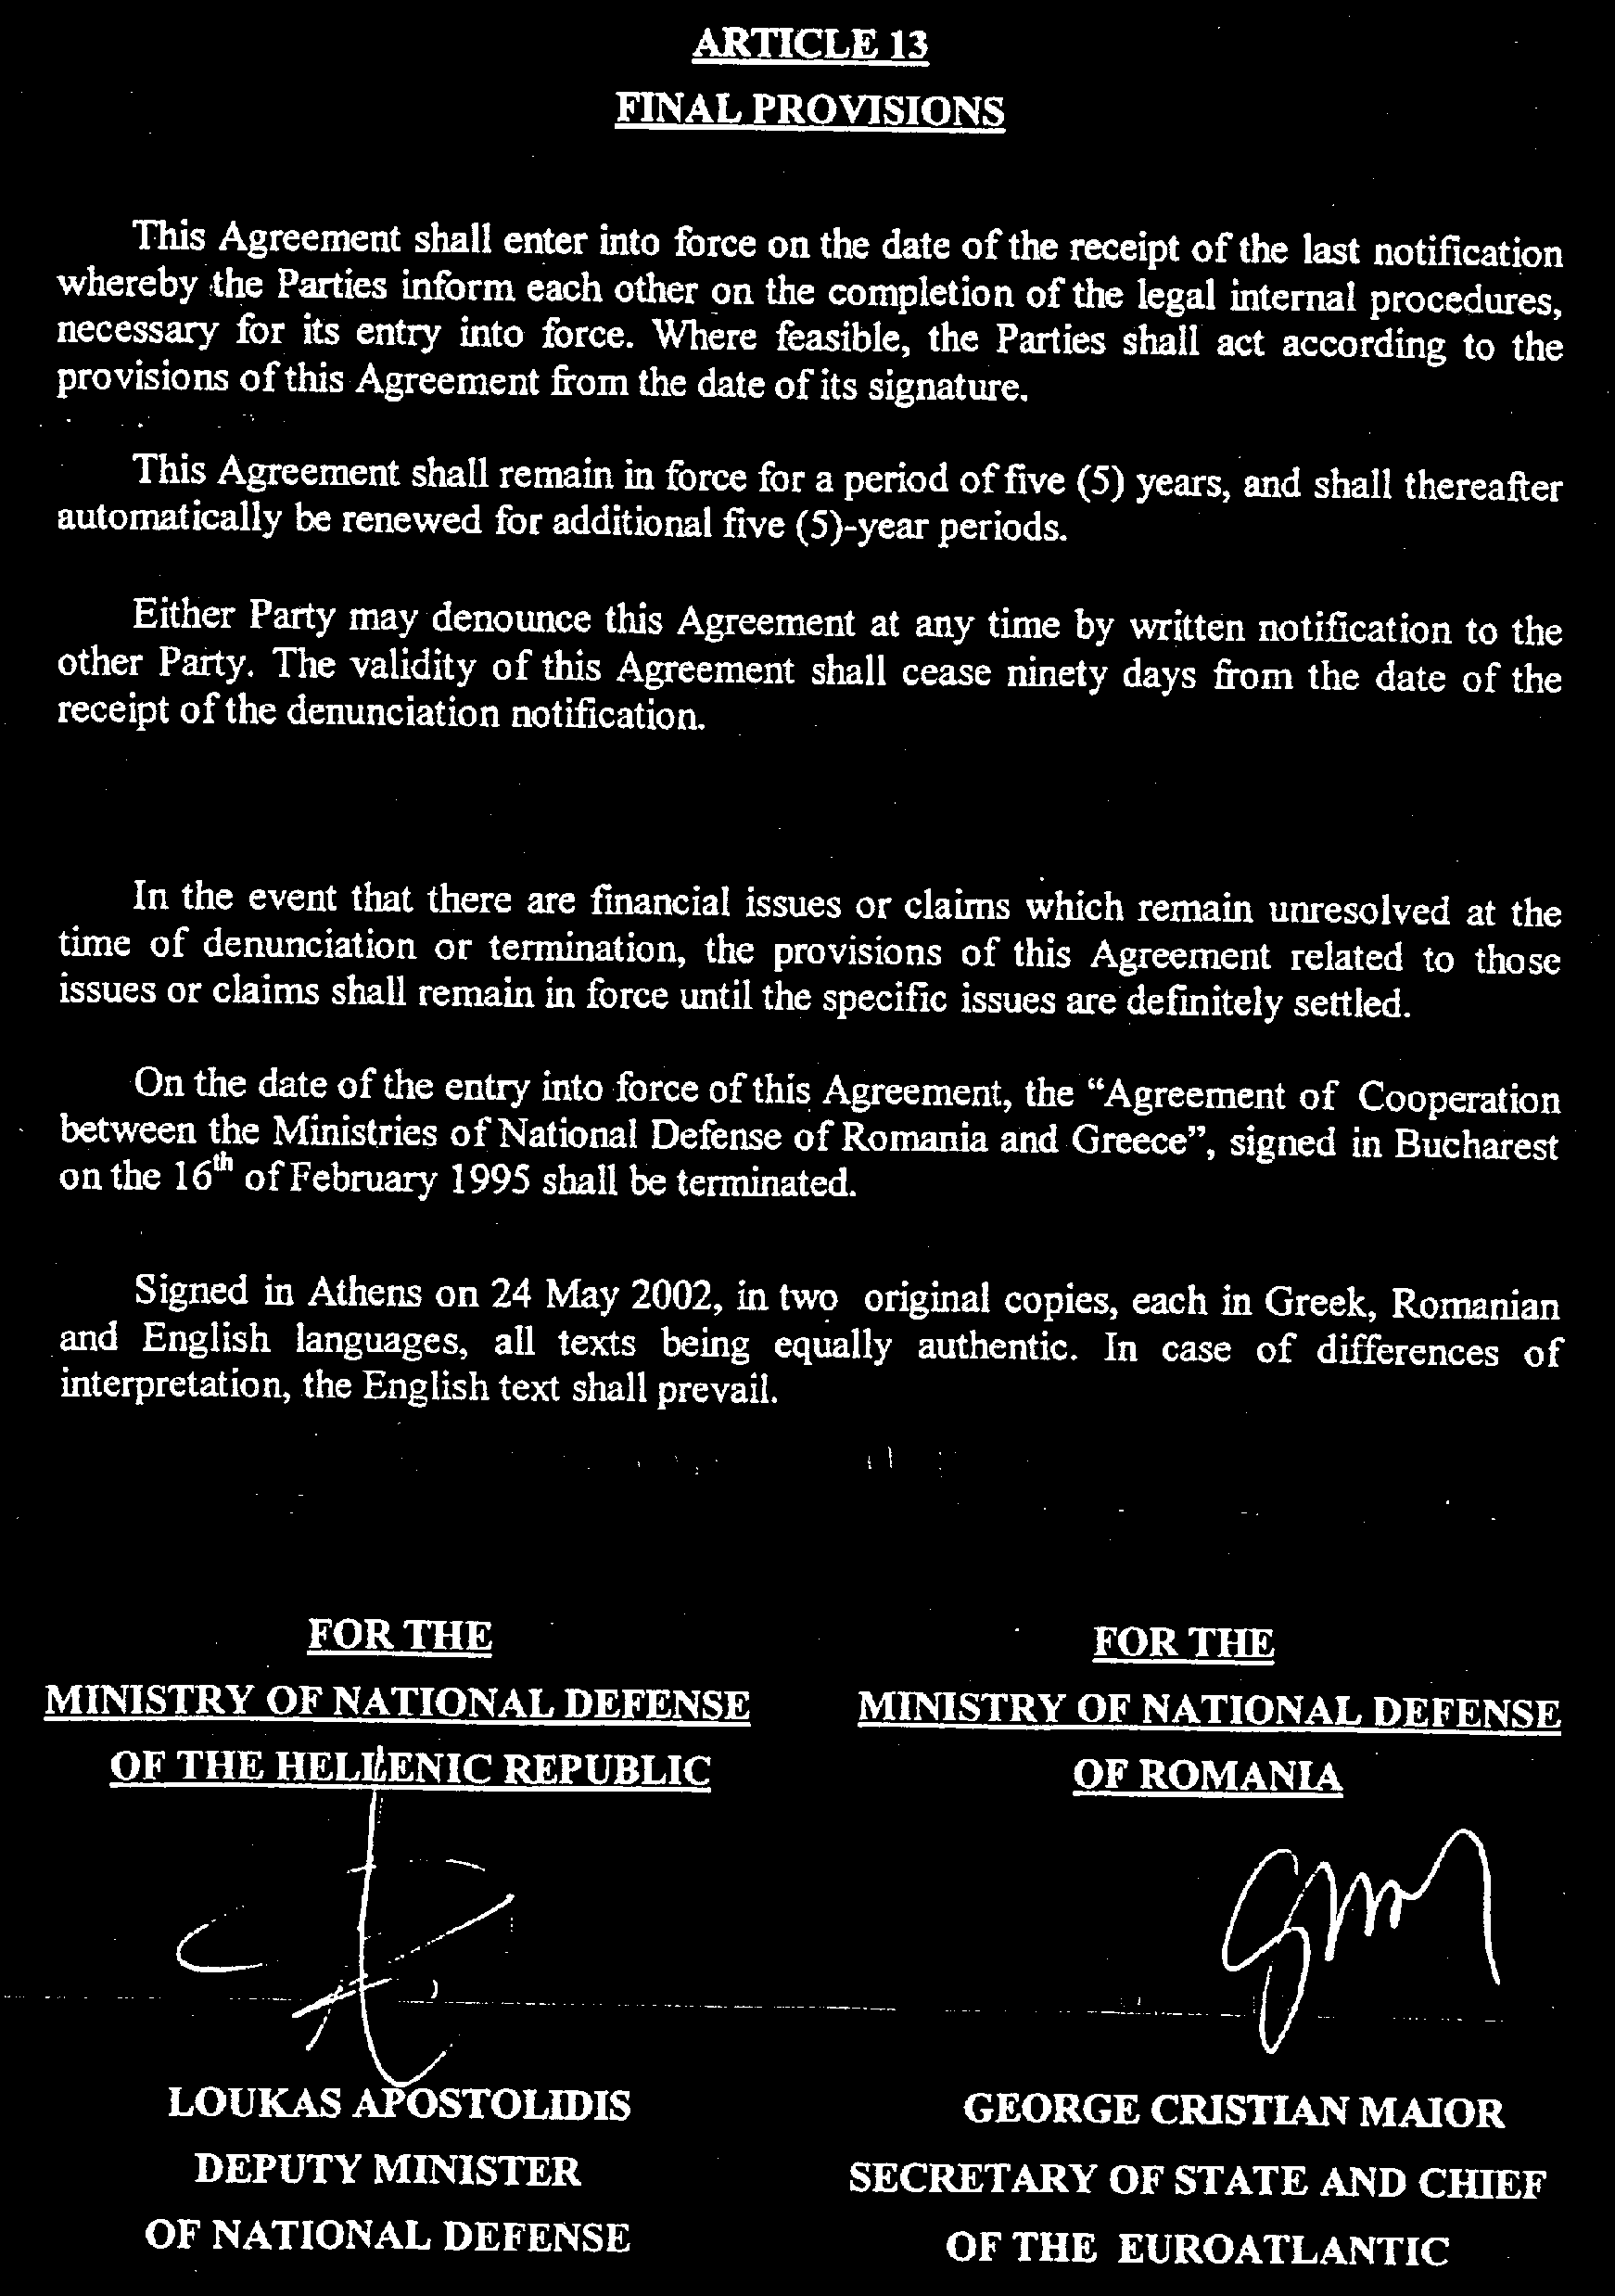 ARTICLE 13
FINAL PROVISIONS
This Agreement shall enter into force on the date of the receipt of the last notification
whereby the Parties inform each other on the completion of the legal internal procedures,
necessary for its entry into force. Where feasible, the Parties shall act according to the
provisions of this Agreement from the date of its signature.
This Agreement shall remain in force for a period of five (5) years, and shall thereafter
automatically be renewed for additional five (5)-year periods.
Either Party may denounce this Agreement at any time by written notification to the
other Party. The validity of this Agreement shall cease ninety days from the date of the
receipt of the denunciation notification.
In the event that there are financial issues or claims which remain unresolved at the
time of denunciation or termination, the provisions of this Agreement related to those
issues or claims shall remain in force until the specific issues are definitely settled.
On the date of the entry into force of this Agreement, the “Agreement of Cooperation
between the Ministries of National Defense of Romania and Greece”, signed in Bucharest
on the 16th of February 1995 shall be terminated.
Signed in Athens on 24 May 2002, in two original copies, each in Greek, Romanian
and English languages, all texts being equally authentic. In case of differences of
interpretation, the English text shall prevail.
FOR THE
MINISTRY OF NATIONAL DEFENSE
OF THE HELLENIC REPUBLIC
LOUKAS APOSTOLIDIS
DEPUTY MINISTER
OF NATIONAL DEFENSE
FOR THE
MINISTRY OF NATIONAL DEFENSE
OF ROMANIA
GEORGE CRISTIAN MAIOR
SECRETARY OF STATE AND CHIEF
OF THE EUROATLANTIC